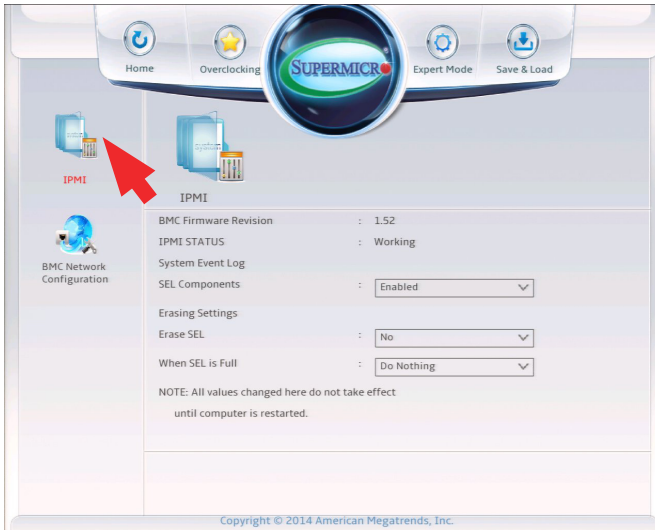 Home
Overclocking
SUPERMICRO
Expert Mode
Save & Load
system
IPMI
system
IPMI
BMC Network
Configuration
BMC Firmware Revision : 1.52
IPMI STATUS : Working
System Event Log
SEL Components : Enabled
Erasing Settings
Erase SEL : No
When SEL is Full : Do Nothing
NOTE: All values changed here do not take effect
until computer is restarted.
Copyright © 2014 American Megatrends, Inc.